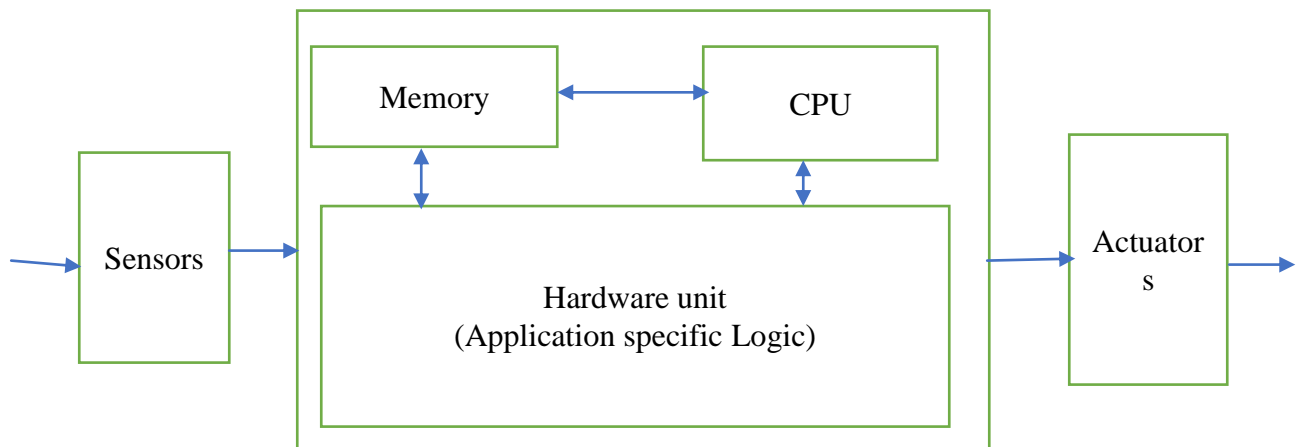 Memory
CPU
Sensors
Hardware unit
(Application specific Logic)
Actuator
s